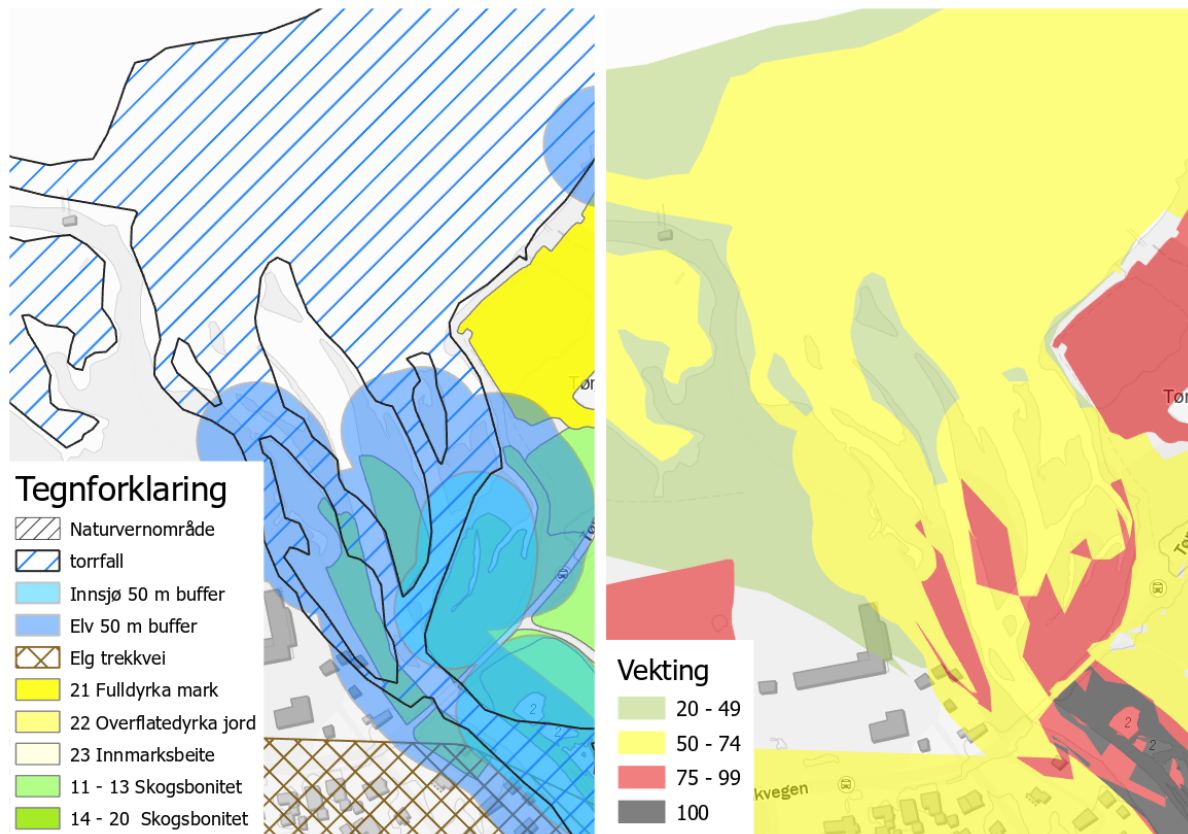 Tegnforklaring
Naturvernområde
torrfall
Innsjø 50 m buffer
Elv 50 m buffer
Elg trekkvei
21 Fulldyrka mark
22 Overflatedyrka jord
23 Innmarksbeite
11 - 13 Skogsbonitet
14 - 20 Skogsbonitet
2
Vekting
20 - 49
50 - 74
75 - 99
100
2
2
kvegen